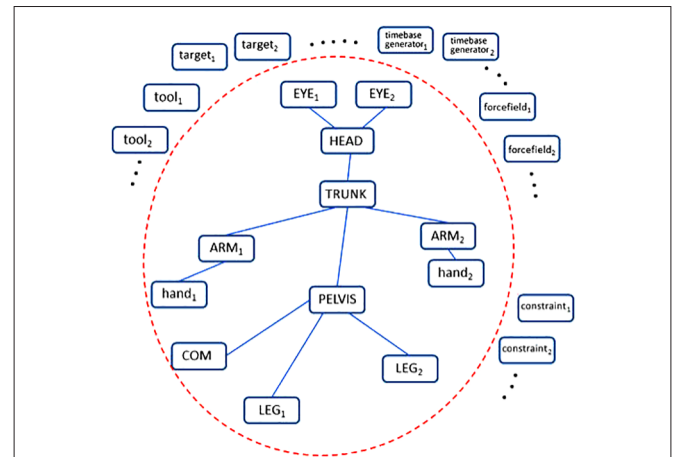 target₁
target₂
timebase
generator₁
timebase
generator₂
tool₁
EYE₁
EYE₂
forcefield₁
tool₂
HEAD
forcefield₂
TRUNK
ARM₁
ARM₂
hand₁
hand₂
PELVIS
constraint₁
COM
constraint₂
LEG₂
LEG₁